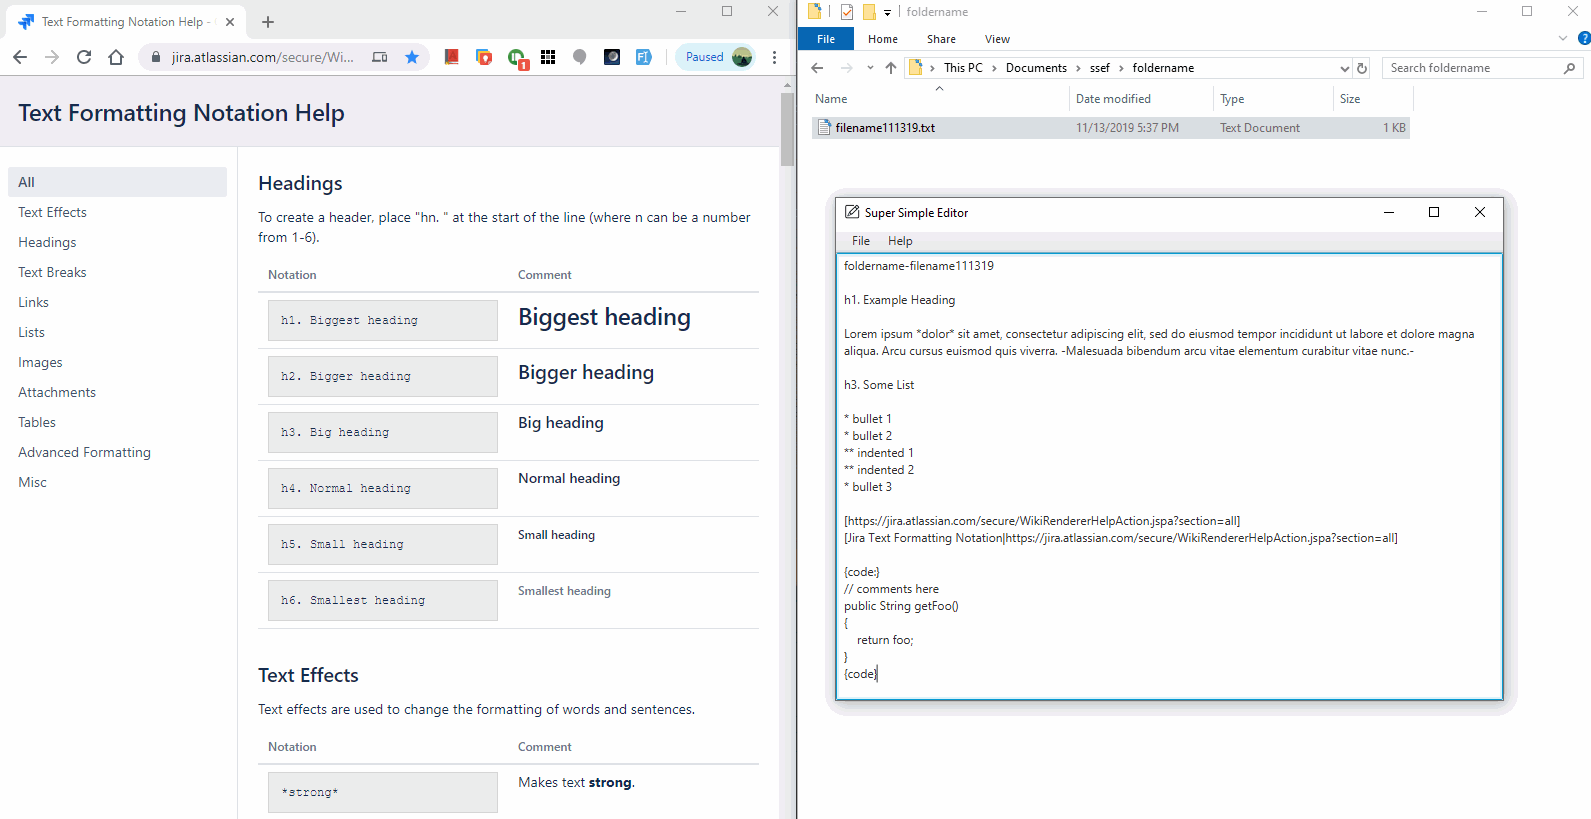 Text Formatting Notation Help -
jira.atlassian.com/secure/Wi...
1
Paused
Text Formatting Notation Help
All
Text Effects
Headings
Text Breaks
Links
Lists
Images
Attachments
Tables
Advanced Formatting
Misc
Headings
To create a header, place "hn. " at the start of the line (where n can be a number
from 1-6).
Notation Comment
h1. Biggest heading Biggest heading
h2. Bigger heading Bigger heading
h3. Big heading Big heading
h4. Normal heading Normal heading
h5. Small heading Small heading
h6. Smallest heading Smallest heading
Text Effects
Text effects are used to change the formatting of words and sentences.
Notation Comment
*strong* Makes text strong.
foldername
File Home Share View
This PC Documents ssef foldername
Search foldername
Name Date modified Type Size
filename111319.txt 11/13/2019 5:37 PM Text Document 1 KB
Super Simple Editor
File Help
foldername-filename111319
h1. Example Heading
Lorem ipsum *dolor* sit amet, consectetur adipiscing elit, sed do eiusmod tempor incididunt ut labore et dolore magna
aliqua. Arcu cursus euismod quis viverra. -Malesuada bibendum arcu vitae elementum curabitur vitae nunc.-
h3. Some List
* bullet 1
* bullet 2
** indented 1
** indented 2
* bullet 3
[https://jira.atlassian.com/secure/WikiRendererHelpAction.jspa?section=all]
[Jira Text Formatting Notation|https://jira.atlassian.com/secure/WikiRendererHelpAction.jspa?section=all]
{code:}
// comments here
public String getFoo()
{
return foo;
}
{code}